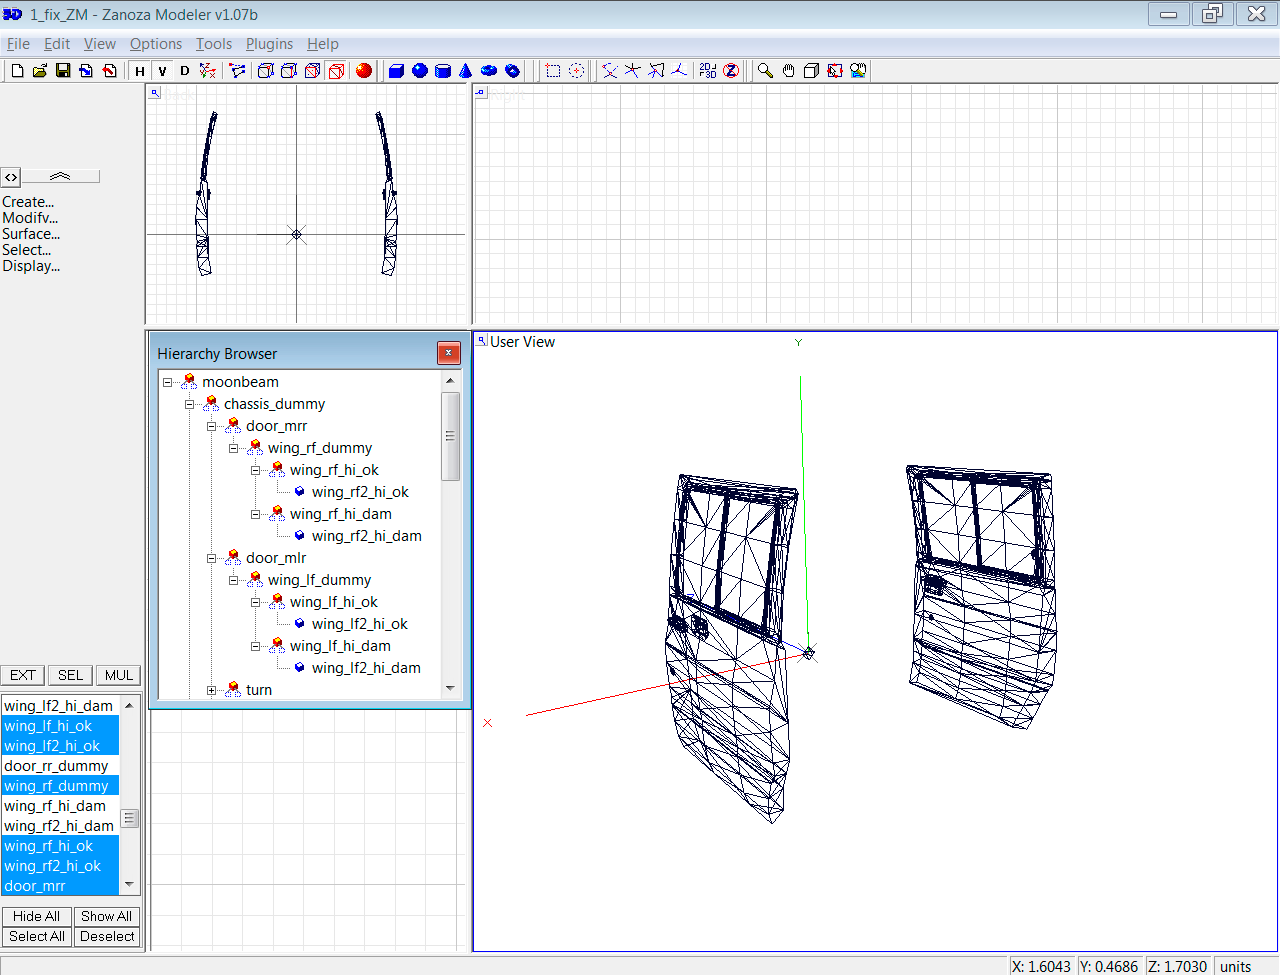 1_fix_ZM - Zanoza Modeler v1.07b
File Edit View Options Tools Plugins Help
H V D
2D
F3D
Z
Create...
Modify...
Surface...
Select...
Display...
User View
Y
X
Hierarchy Browser
moonbeam
chassis_dummy
door_mrr
wing_rf_dummy
wing_rf_hi_ok
wing_rf2_hi_ok
wing_rf_hi_dam
wing_rf2_hi_dam
door_mlr
wing_lf_dummy
wing_lf_hi_ok
wing_lf2_hi_ok
wing_lf_hi_dam
wing_lf2_hi_dam
turn
EXT SEL MUL
wing_lf2_hi_dam
wing_lf_hi_ok
wing_lf2_hi_ok
door_rr_dummy
wing_rf_dummy
wing_rf_hi_dam
wing_rf2_hi_dam
wing_rf_hi_ok
wing_rf2_hi_ok
door_mrr
Hide All Show All
Select All Deselect
X: 1.6043 Y: 0.4686 Z: 1.7030 units